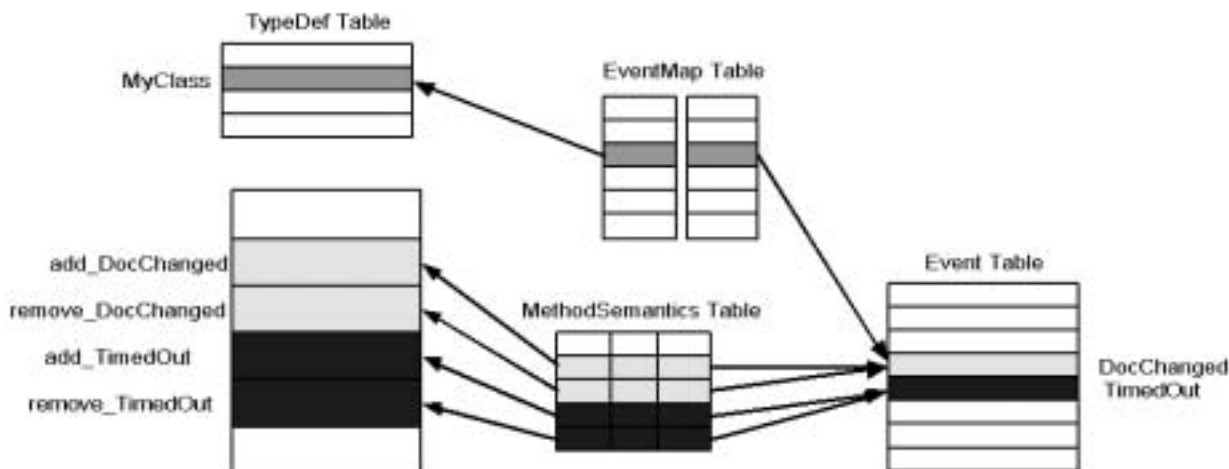 TypeDef Table
MyClass
EventMap Table
add_DocChanged
remove_DocChanged
add_TimedOut
remove_TimedOut
MethodSemantics Table
Event Table
DocChanged
TimedOut